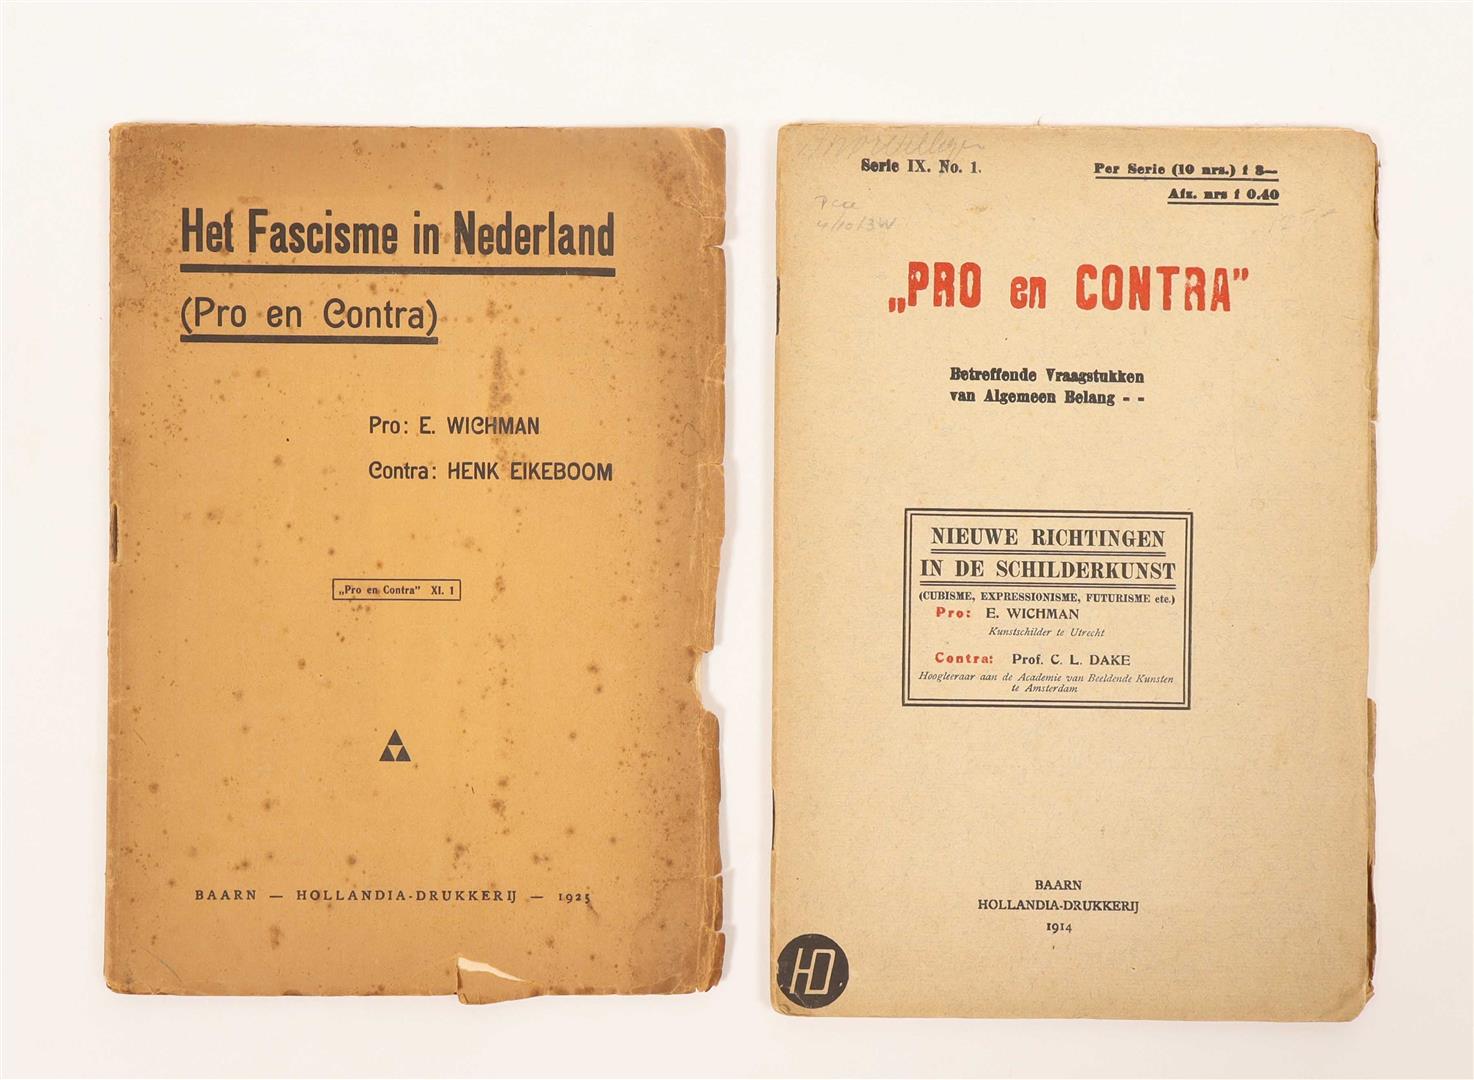 Het Fascisme in Nederland
(Pro en Contra)
Pro: E. WICHMAN
Contra: HENK EIKEBOOM
„Pro en Contra” XI. 1
BAARN — HOLLANDIA-DRUKKERIJ — 1925
Serie IX. No. 1.
Per Serie (10 nrs.) f 3—
Afz. nrs f 0.40
„PRO en CONTRA”
Betreffende Vraagstukken
van Algemeen Belang - -
NIEUWE RICHTINGEN
IN DE SCHILDERKUNST
(CUBISME, EXPRESSIONISME, FUTURISME etc.)
Pro: E. WICHMAN
Kunstschilder te Utrecht
Contra: Prof. C. L. DAKE
Hoogleeraar aan de Academie van Beeldende Kunsten
te Amsterdam
BAARN
HOLLANDIA-DRUKKERIJ
1914
HD